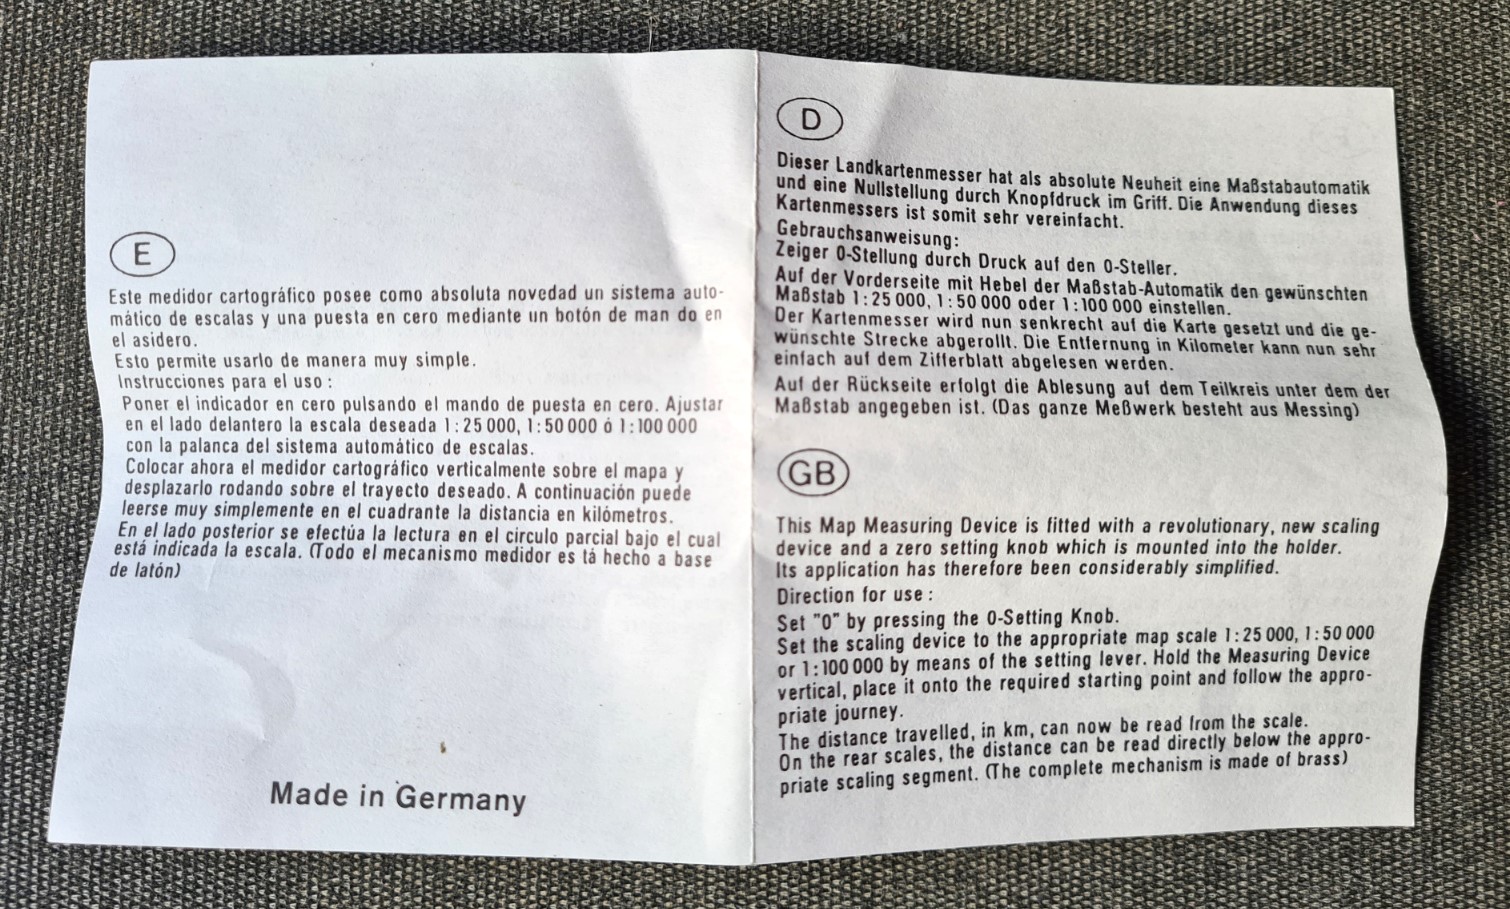 E
Este medidor cartográfico posee como absoluta novedad un sistema auto-
mático de escalas y una puesta en cero mediante un botón de man do en
el asidero.
Esto permite usarlo de manera muy simple.
Instrucciones para el uso :
Poner el indicador en cero pulsando el mando de puesta en cero. Ajustar
en el lado delantero la escala deseada 1 : 25 000, 1 : 50 000 ó 1 : 100 000
con la palanca del sistema automático de escalas.
Colocar ahora el medidor cartográfico verticalmente sobre el mapa y
desplazarlo rodando sobre el trayecto deseado. A continuación puede
leerse muy simplemente en el cuadrante la distancia en kilómetros.
En el lado posterior se efectúa la lectura en el círculo parcial bajo el cual
está indicada la escala. (Todo el mecanismo medidor es tá hecho a base
de latón)
Made in Germany
D
Dieser Landkartenmesser hat als absolute Neuheit eine Maßstabautomatik
und eine Nullstellung durch Knopfdruck im Griff. Die Anwendung dieses
Kartenmessers ist somit sehr vereinfacht.
Gebrauchsanweisung:
Zeiger 0-Stellung durch Druck auf den 0-Steller.
Auf der Vorderseite mit Hebel der Maßstab-Automatik den gewünschten
Maßstab 1 : 25 000, 1 : 50 000 oder 1 : 100 000 einstellen.
Der Kartenmesser wird nun senkrecht auf die Karte gesetzt und die ge-
wünschte Strecke abgerollt. Die Entfernung in Kilometer kann nun sehr
einfach auf dem Zifferblatt abgelesen werden.
Auf der Rückseite erfolgt die Ablesung auf dem Teilkreis unter dem der
Maßstab angegeben ist. (Das ganze Meßwerk besteht aus Messing)
GB
This Map Measuring Device is fitted with a revolutionary, new scaling
device and a zero setting knob which is mounted into the holder.
Its application has therefore been considerably simplified.
Direction for use :
Set "0" by pressing the 0-Setting Knob.
Set the scaling device to the appropriate map scale 1 : 25 000, 1 : 50 000
or 1 : 100 000 by means of the setting lever. Hold the Measuring Device
vertical, place it onto the required starting point and follow the appro-
priate journey.
The distance travelled, in km, can now be read from the scale.
On the rear scales, the distance can be read directly below the appro-
priate scaling segment. (The complete mechanism is made of brass)